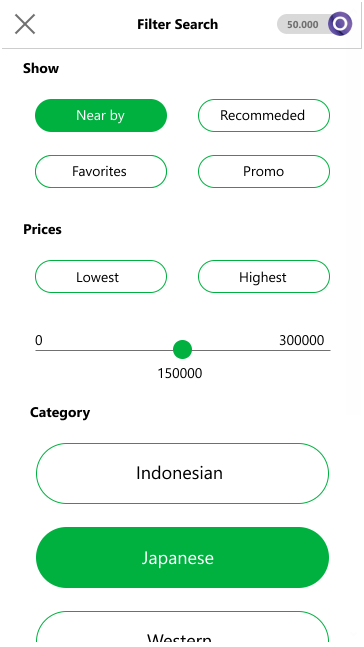 Filter Search
50.000
Show
Near by
Recommeded
Favorites
Promo
Prices
Lowest
Highest
0
300000
150000
Category
Indonesian
Japanese
Western